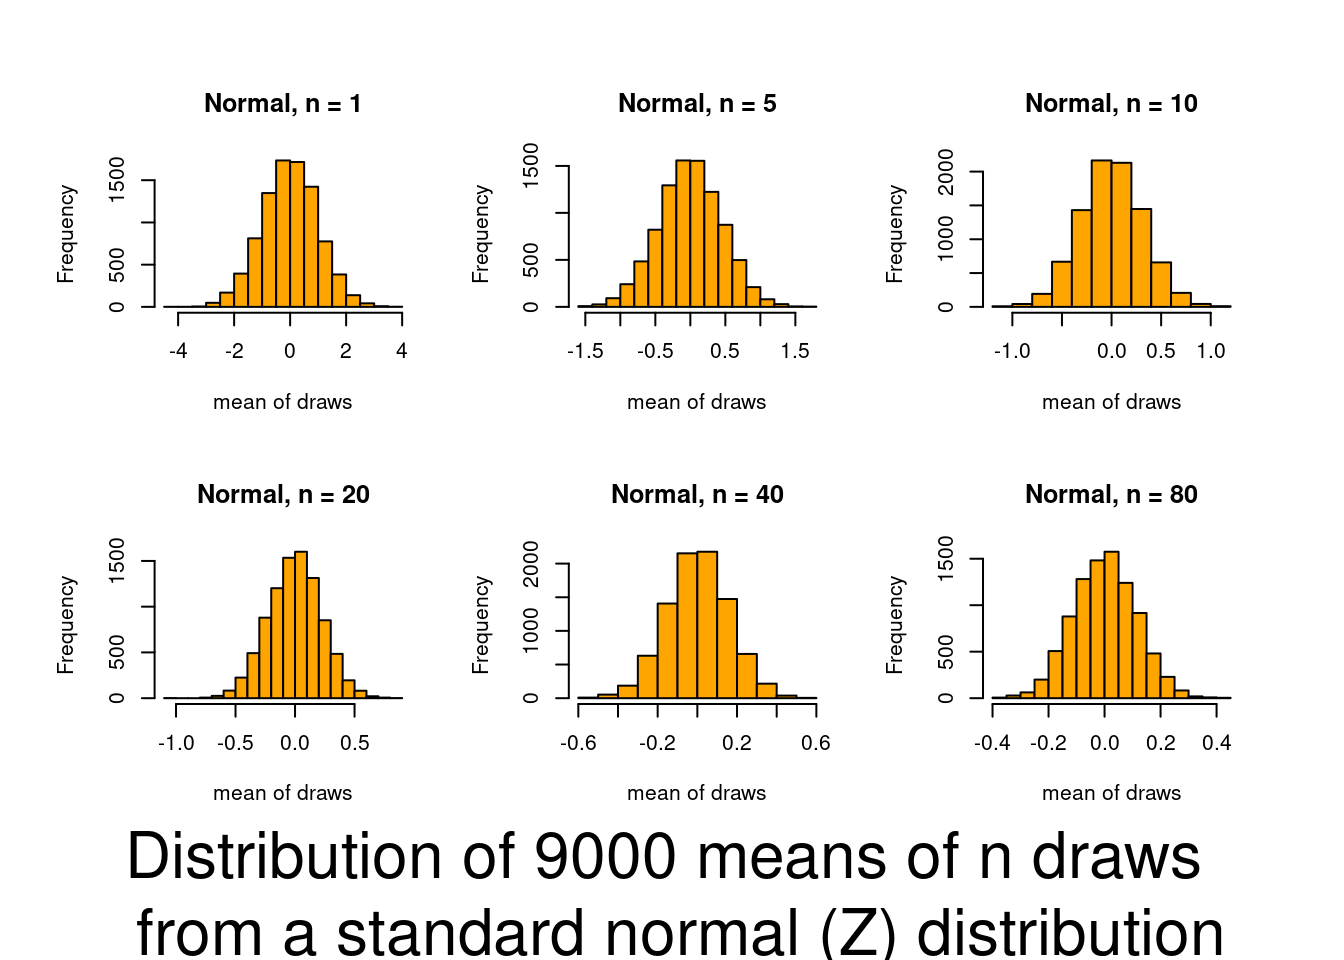 Normal, n = 1
Frequency
0 500 1500
-4 -2 0 2 4
mean of draws
Normal, n = 5
Frequency
0 500 1500
-1.5 -0.5 0.5 1.5
mean of draws
Normal, n = 10
Frequency
0 1000 2000
-1.0 0.0 0.5 1.0
mean of draws
Normal, n = 20
Frequency
0 500 1500
-1.0 -0.5 0.0 0.5
mean of draws
Normal, n = 40
Frequency
0 1000 2000
-0.6 -0.2 0.2 0.6
mean of draws
Normal, n = 80
Frequency
0 500 1500
-0.4 -0.2 0.0 0.2 0.4
mean of draws
Distribution of 9000 means of n draws
from a standard normal (Z) distribution